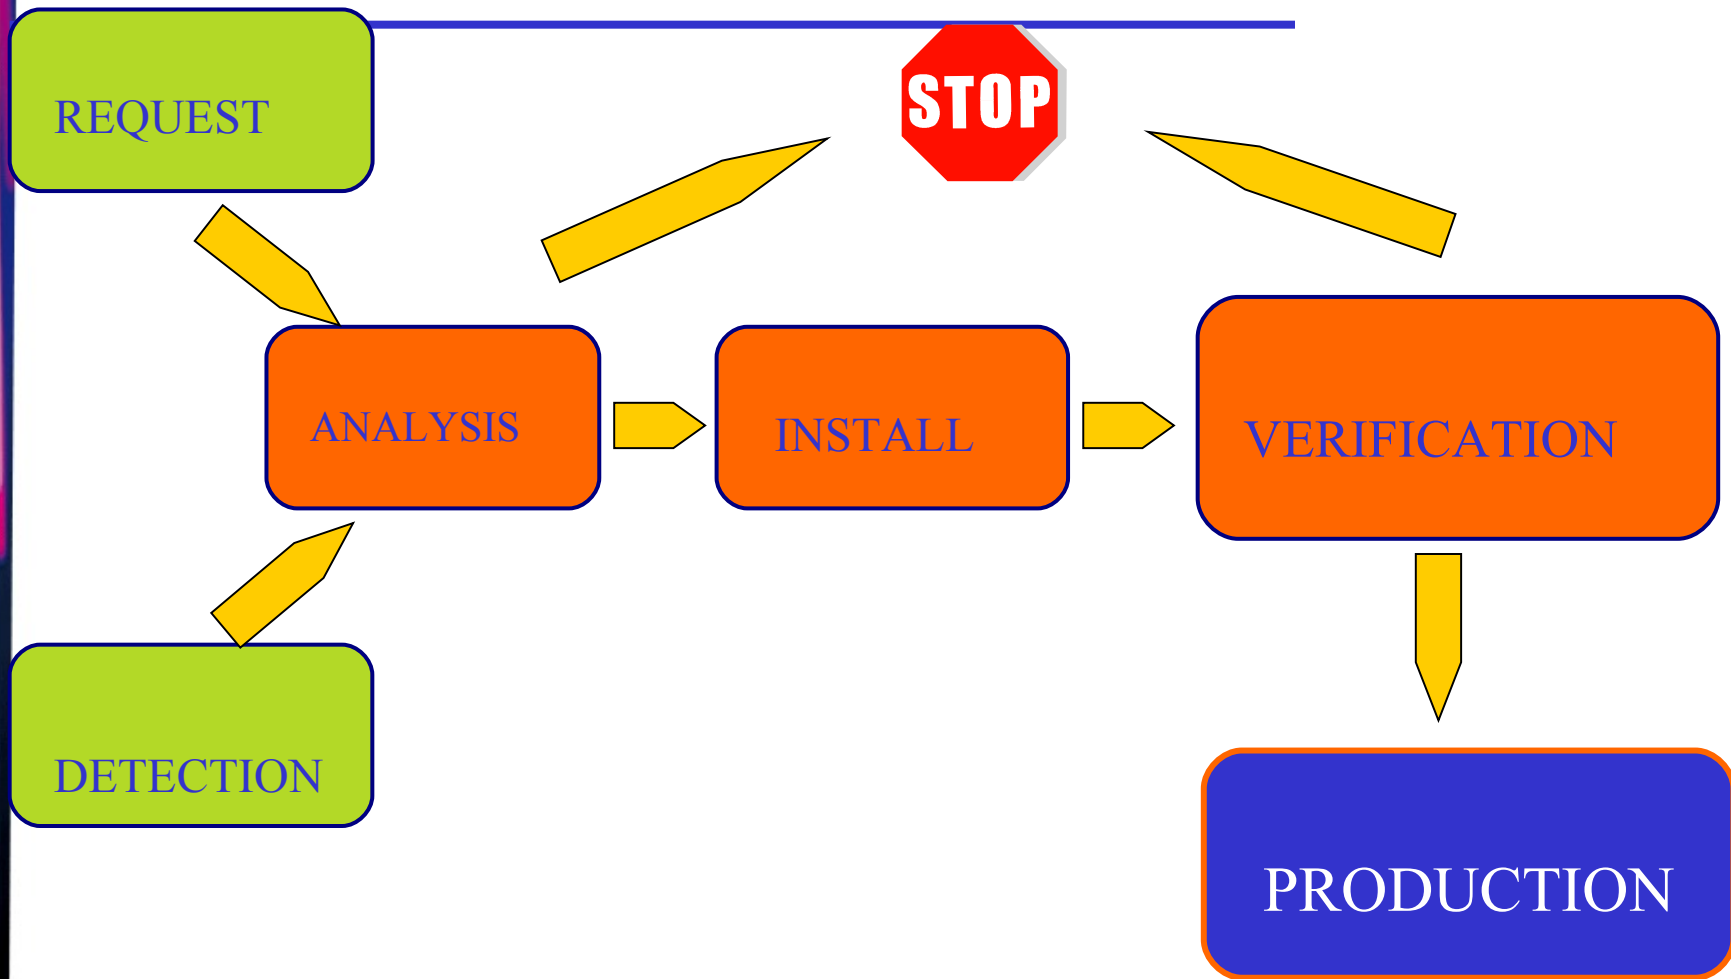 REQUEST
STOP
ANALYSIS
INSTALL
VERIFICATION
DETECTION
PRODUCTION